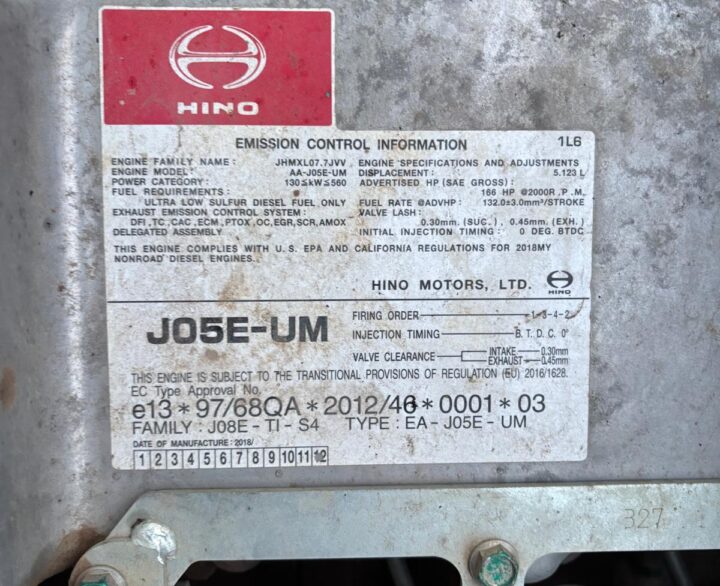 HINO
EMISSION CONTROL INFORMATION 1L6
ENGINE FAMILY NAME : JHMXL07.7JVV
ENGINE MODEL: AA-J05E-UM
POWER CATEGORY: 130≤kW≤560
FUEL REQUIREMENTS :
ULTRA LOW SULFUR DIESEL FUEL ONLY
EXHAUST EMISSION CONTROL SYSTEM :
DFI ,TC ,CAC ,ECM ,PTOX ,OC,EGR,SCR,AMOX
DELEGATED ASSEMBLY
ENGINE SPECIFICATIONS AND ADJUSTMENTS
DISPLACEMENT: 5.123 L
ADVERTISED HP (SAE GROSS) :
166 HP @2000R .P .M.
FUEL RATE @ADVHP : 132.0±3.0mm³/STROKE
VALVE LASH :
0.30mm. (SUC.) , 0.45mm. (EXH.)
INITIAL INJECTION TIMING : 0 DEG. BTDC
THIS ENGINE COMPLIES WITH U.S. EPA AND CALIFORNIA REGULATIONS FOR 2018MY
NONROAD DIESEL ENGINES.
HINO MOTORS, LTD.
HINO
J05E-UM
FIRING ORDER 1-3-4-2
INJECTION TIMING B.T.D.C. 0°
VALVE CLEARANCE INTAKE 0.30mm
EXHAUST 0.45mm
THIS ENGINE IS SUBJECT TO THE TRANSITIONAL PROVISIONS OF REGULATION (EU) 2016/1628.
EC Type Approval No.
e13*97/68QA*2012/46*0001*03
FAMILY : J08E-TI-S4 TYPE : EA-J05E-UM
DATE OF MANUFACTURE: 2018/
1 2 3 4 5 6 7 8 9 10 11 12
327